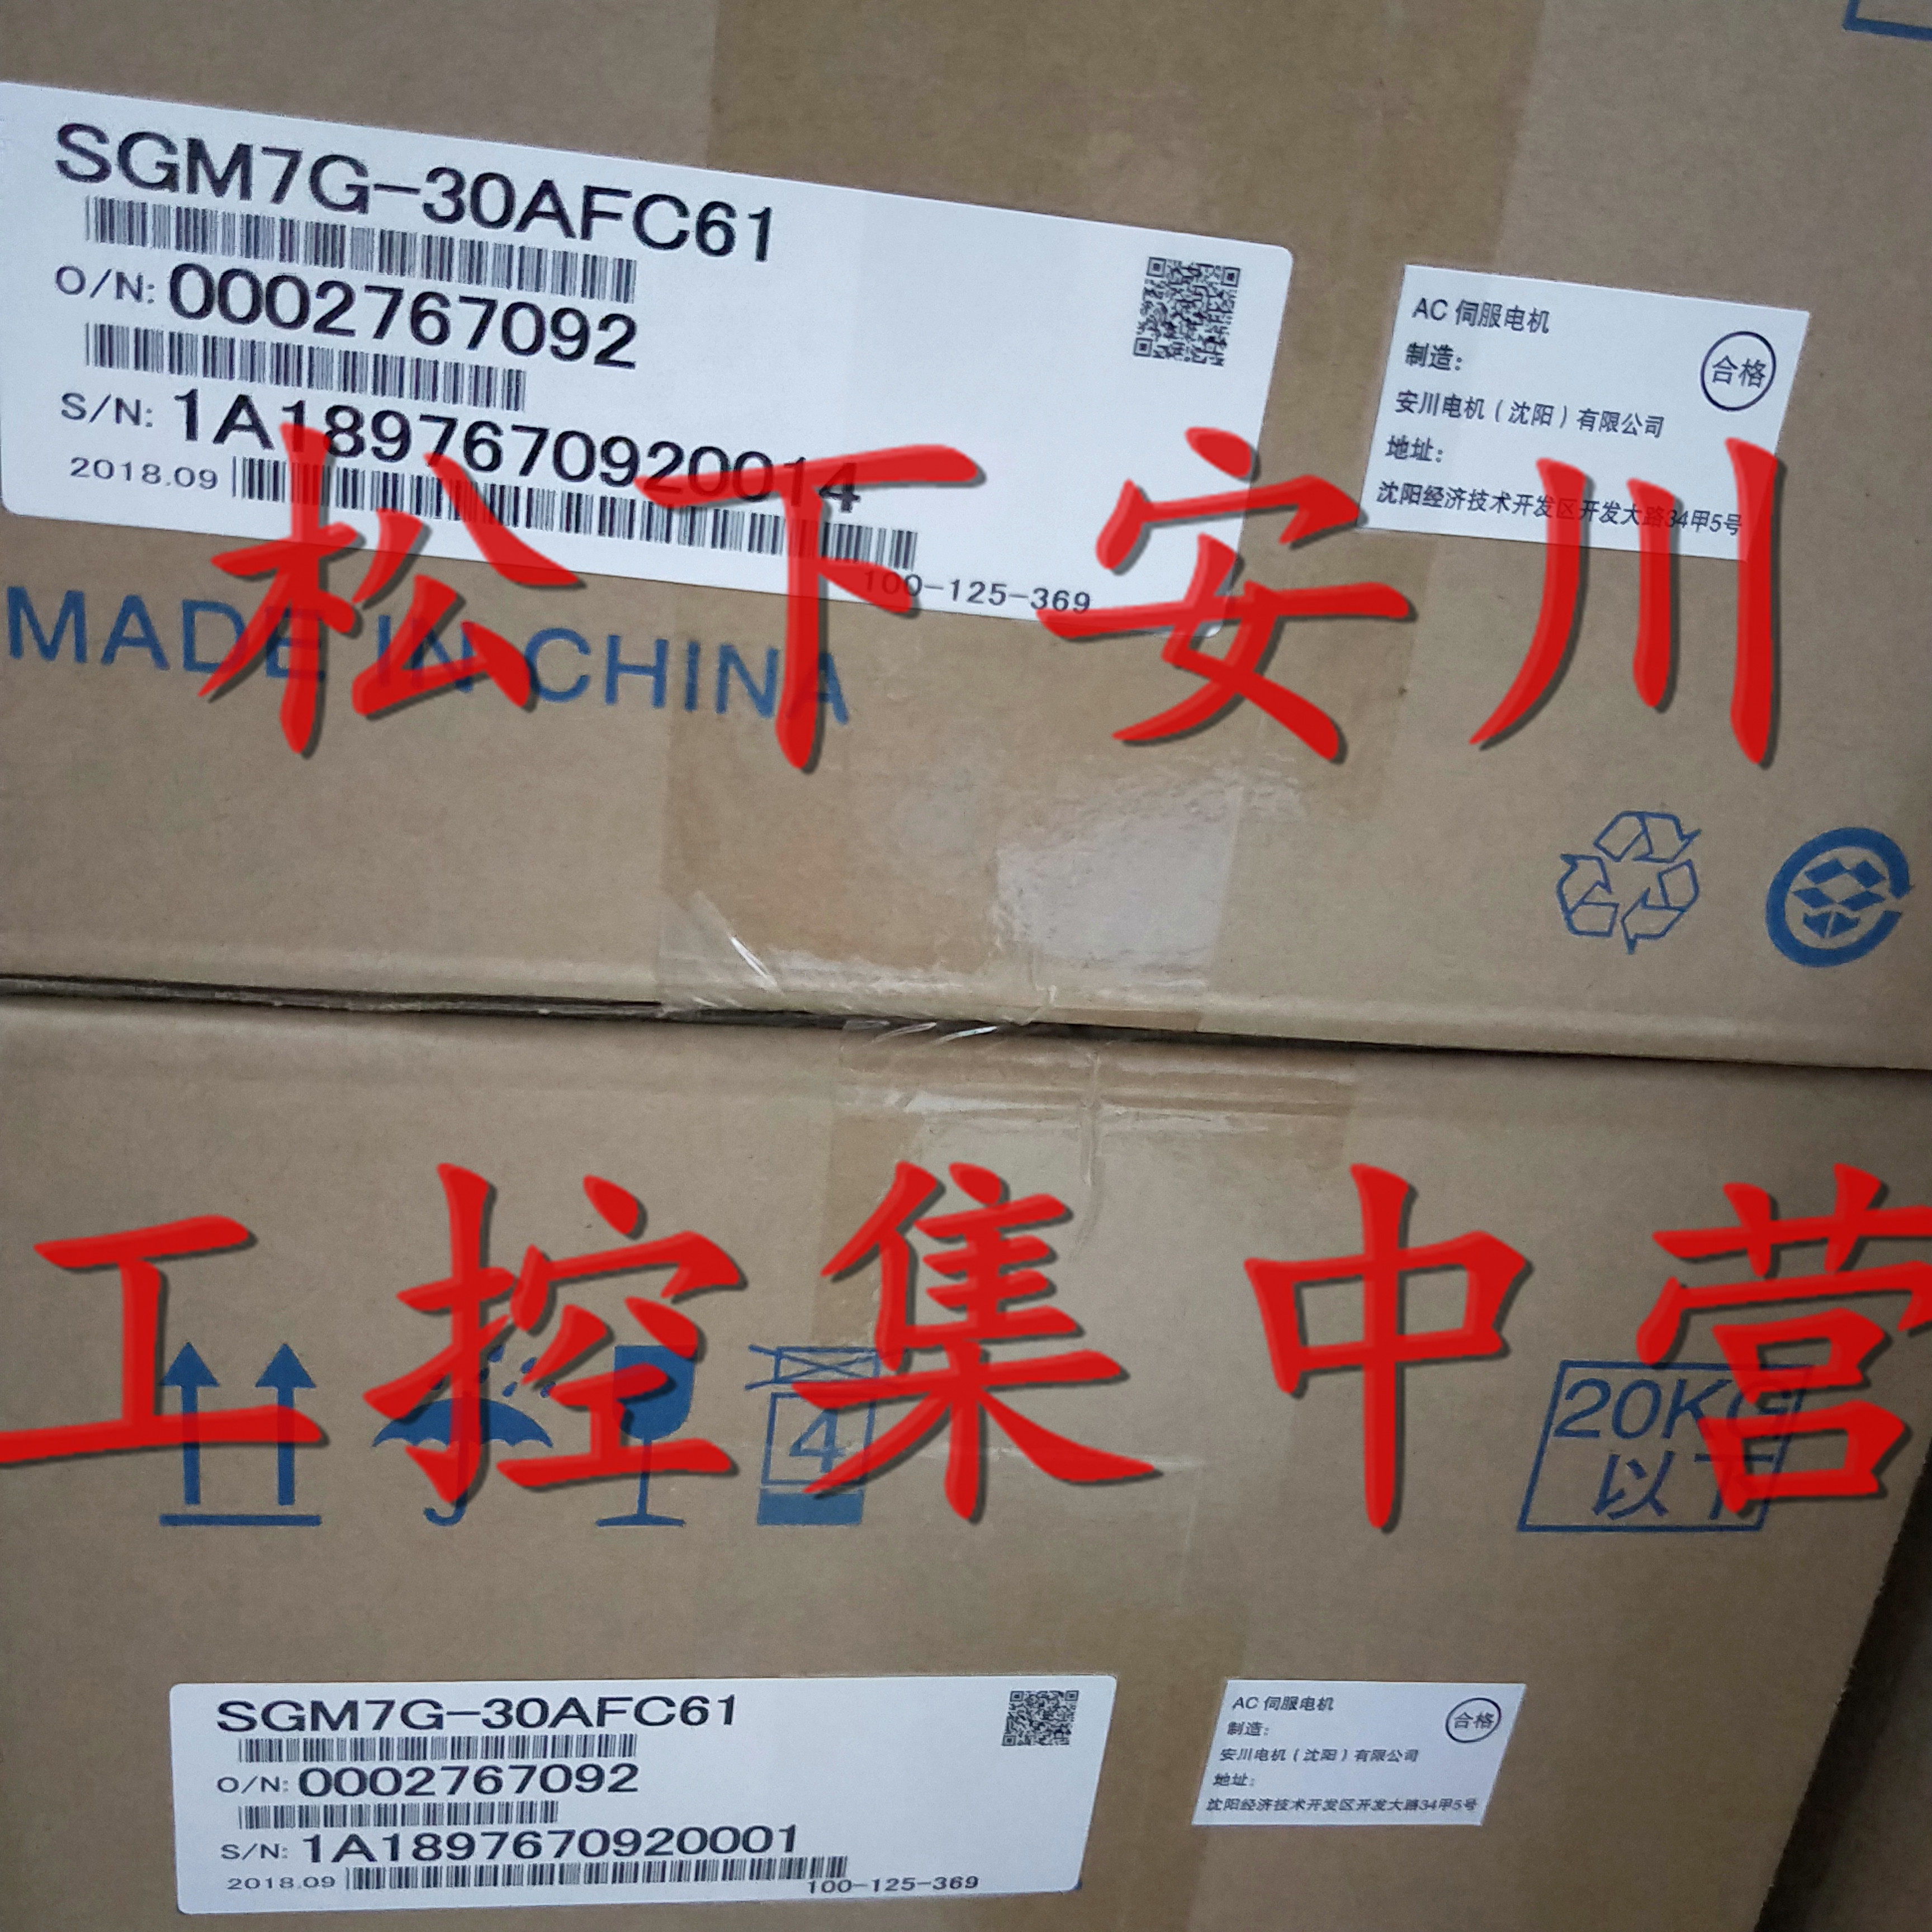 SGM7G-30AFC61
O/N: 0002767092
S/N: 1A1897670920014
2018.09
100-125-369
AC 伺服电机
制造:
合格
安川电机（沈阳）有限公司
地址:
沈阳经济技术开发区开发大路34甲5号
松下安川
MADE IN CHINA
工控集中营
4
20KG
以下
SGM7G-30AFC61
O/N: 0002767092
S/N: 1A1897670920001
2018.09
100-125-369
AC 伺服电机
制造:
合格
安川电机（沈阳）有限公司
地址:
沈阳经济技术开发区开发大路34甲5号